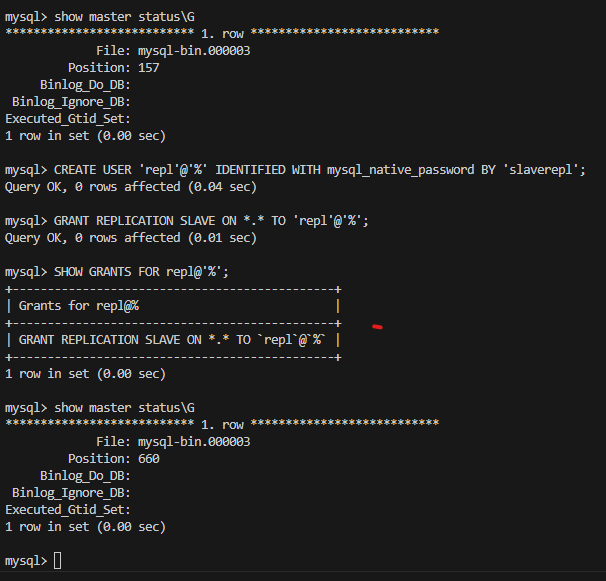 mysql> show master status\G
*************************** 1. row ***************************
             File: mysql-bin.000003
         Position: 157
     Binlog_Do_DB:
 Binlog_Ignore_DB:
Executed_Gtid_Set:
1 row in set (0.00 sec)

mysql> CREATE USER 'repl'@'%' IDENTIFIED WITH mysql_native_password BY 'slaverepl';
Query OK, 0 rows affected (0.04 sec)

mysql> GRANT REPLICATION SLAVE ON *.* TO 'repl'@'%';
Query OK, 0 rows affected (0.01 sec)

mysql> SHOW GRANTS FOR repl@'%';
+----------------------------------------------+
| Grants for repl@%                            |
+----------------------------------------------+
| GRANT REPLICATION SLAVE ON *.* TO `repl`@`%` |
+----------------------------------------------+
1 row in set (0.00 sec)

mysql> show master status\G
*************************** 1. row ***************************
             File: mysql-bin.000003
         Position: 660
     Binlog_Do_DB:
 Binlog_Ignore_DB:
Executed_Gtid_Set:
1 row in set (0.00 sec)

mysql>